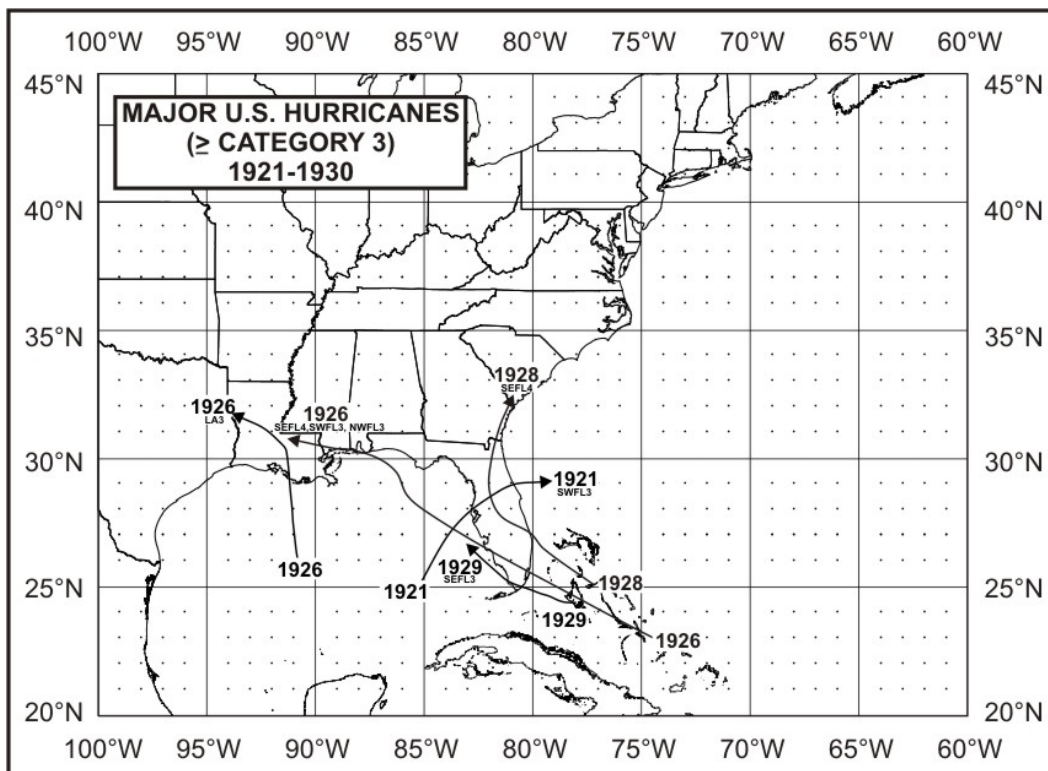 100°W 95°W 90°W 85°W 80°W 75°W 70°W 65°W 60°W
45°N 45°N
MAJOR U.S. HURRICANES
(≥ CATEGORY 3)
1921-1930
40°N 40°N
35°N 35°N
1928
SEFL4
1926
LA3
1926
SEFL4,SWFL3, NWFL3
30°N 30°N
1921
SWFL3
1926
1929
SEFL3
1921
1928
25°N 25°N
1929
1926
20°N 20°N
100°W 95°W 90°W 85°W 80°W 75°W 70°W 65°W 60°W